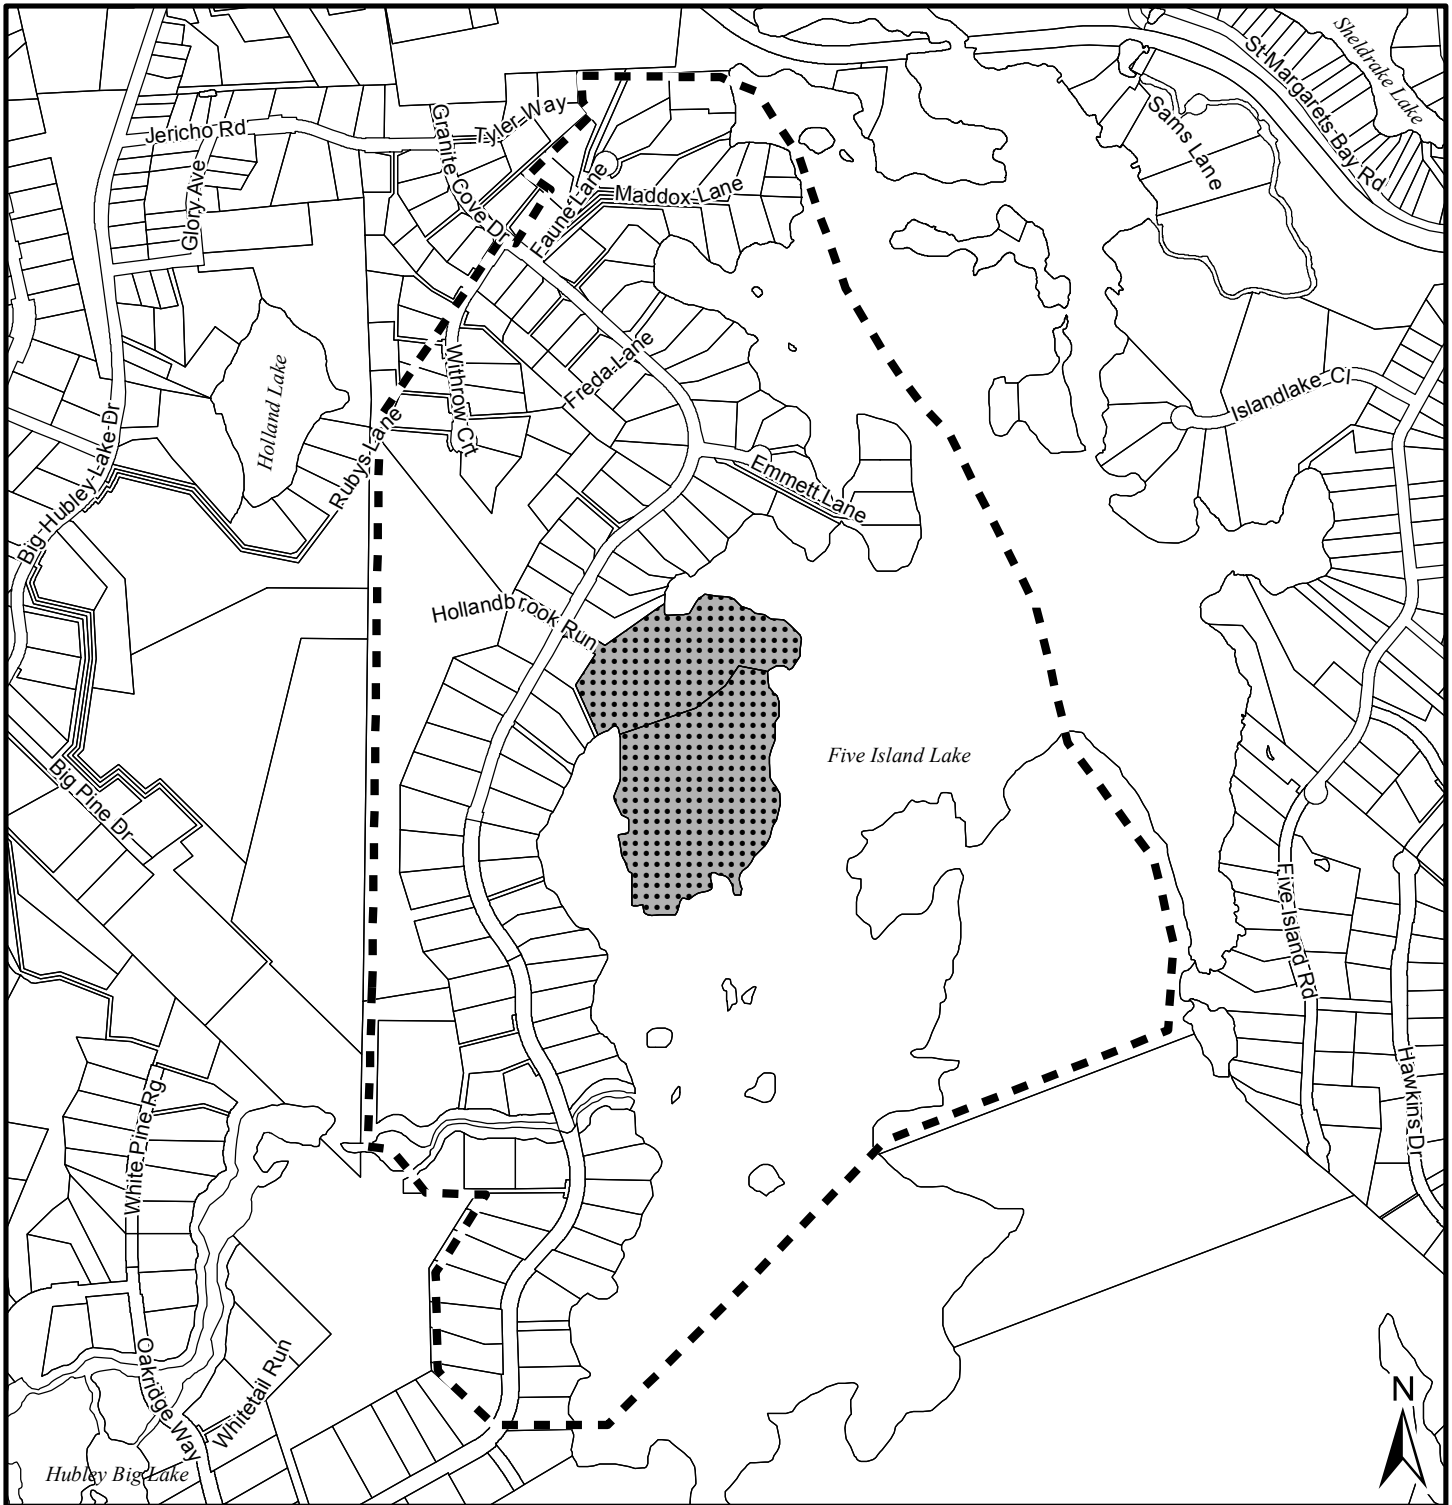 Sheldrake Lake
St Margarets Bay Rd
Sams Lane
Tyler Way
Jericho Rd
Granite Cove Dr
Glory Ave
Faune Lane
Maddox Lane
Freda Lane
Withrow Crt
Holland Lake
Islandlake Cl
Rubys Lane
Big Hubley Lake Dr
Emmett Lane
Hollandbrook Run
Five Island Lake
Big Pine Dr
Five Island Rd
Hawkins Dr
White Pine Rg
Oakridge Way
Whitetail Run
Hubley Big Lake
N